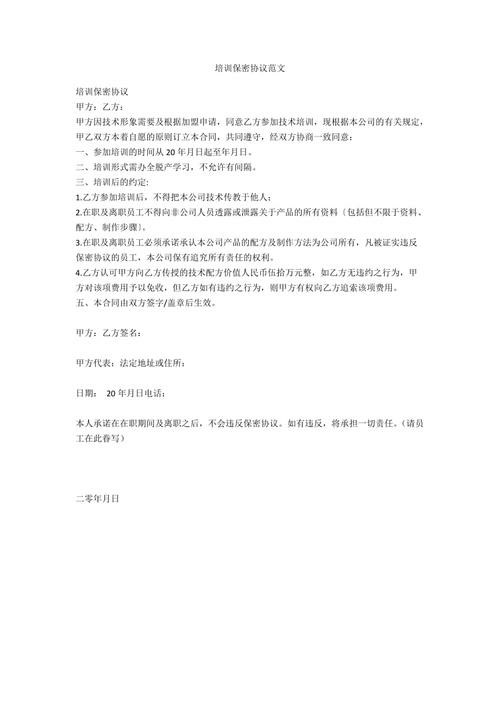 培训保密协议范文
培训保密协议
甲方：乙方：
甲方因技术形象需要及根据加盟申请，同意乙方参加技术培训，现根据本公司的有关规定，
甲乙双方本着自愿的原则订立本合同，共同遵守，经双方协商一致同意：
一、参加培训的时间从 20 年月日起至年月日。
二、培训形式需办全脱产学习，不允许有间隔。
三、培训后的约定:
1.乙方参加培训后，不得把本公司技术传教于他人；
2.在职及离职员工不得向非公司人员透露或泄露关于产品的所有资料〔包括但不限于资料、
配方、制作步骤〕。
3.在职及离职员工必须承诺承认本公司产品的配方及制作方法为公司所有，凡被证实违反
保密协议的员工，本公司保有追究所有责任的权利。
4.乙方认可甲方向乙方传授的技术配方价值人民币伍拾万元整，如乙方无违约之行为，甲
方对该项费用予以免收，但乙方如有违约之行为，则甲方有权向乙方追索该项费用。
五、本合同由双方签字/盖章后生效。
甲方：乙方签名：
甲方代表；法定地址或住所；
日期： 20 年月日电话；
本人承诺在在职期间及离职之后，不会违反保密协议。如有违反，将承担一切责任。（请员
工在此眷写）
二零年月日